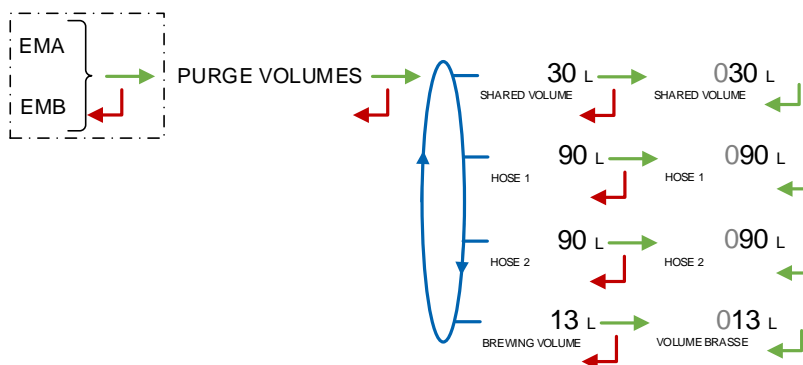 EMA
EMB
PURGE VOLUMES
30 L
SHARED VOLUME
030 L
SHARED VOLUME
90 L
HOSE 1
090 L
HOSE 1
90 L
HOSE 2
090 L
HOSE 2
13 L
BREWING VOLUME
013 L
VOLUME BRASSE